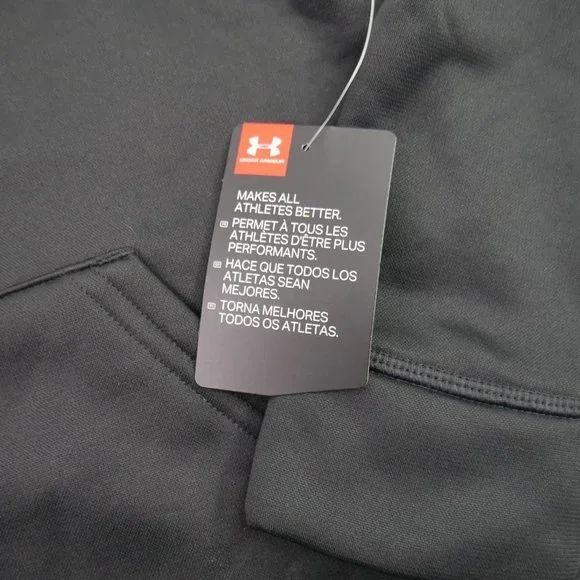 UNDER ARMOUR
MAKES ALL
ATHLETES BETTER.
PERMET À TOUS LES
ATHLÈTES D'ÊTRE PLUS
PERFORMANTS.
HACE QUE TODOS LOS
ATLETAS SEAN
MEJORES.
TORNA MELHORES
TODOS OS ATLETAS.